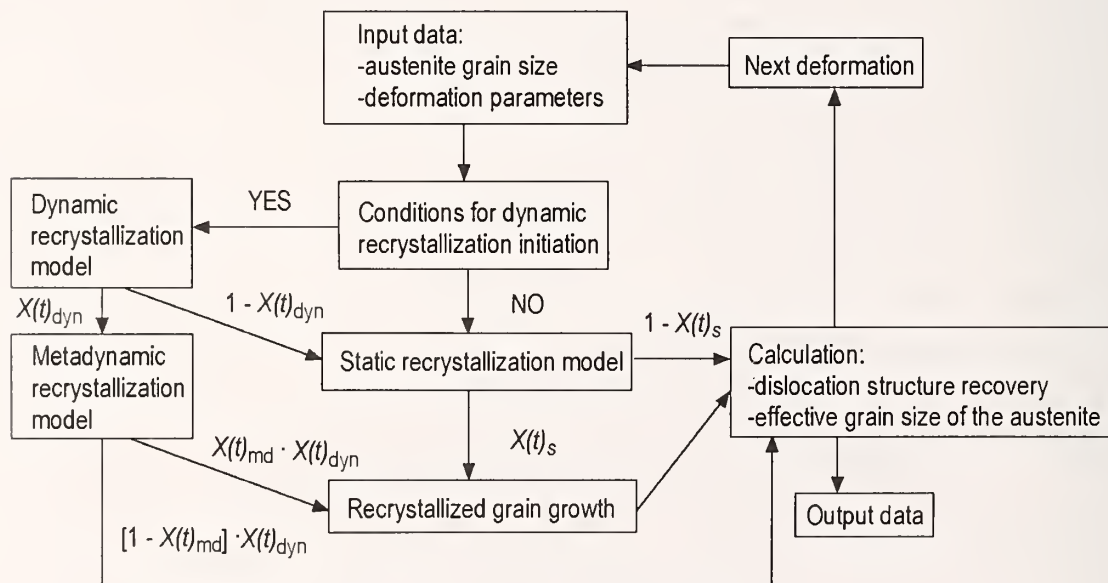 Input data:
-austenite grain size
-deformation parameters
Next deformation
Dynamic
recrystallization
model
YES
Conditions for dynamic
recrystallization initiation
X(t)dyn
1 - X(t)dyn
NO
1 - X(t)s
Metadynamic
recrystallization
model
Static recrystallization model
Calculation:
-dislocation structure recovery
-effective grain size of the austenite
X(t)md · X(t)dyn
X(t)s
Recrystallized grain growth
Output data
[1 - X(t)md] · X(t)dyn